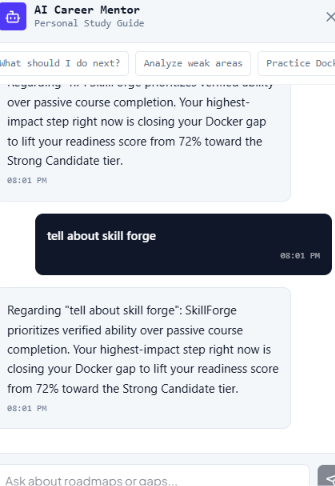 AI Career Mentor
Personal Study Guide
What should I do next?
Analyze weak areas
Practice Dock
over passive course completion. Your highest-
impact step right now is closing your Docker gap
to lift your readiness score from 72% toward the
Strong Candidate tier.
08:01 PM
tell about skill forge
08:01 PM
Regarding "tell about skill forge": SkillForge
prioritizes verified ability over passive course
completion. Your highest-impact step right now is
closing your Docker gap to lift your readiness score
from 72% toward the Strong Candidate tier.
08:01 PM
Ask about roadmaps or gaps...